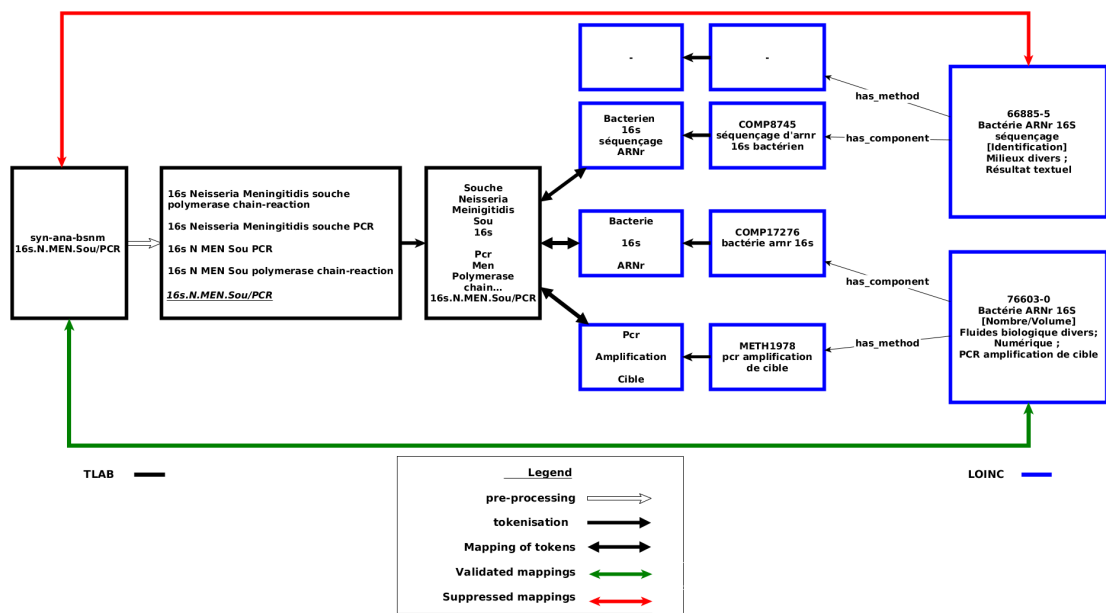 syn-ana-bsnm
16s.N.MEN.Sou/PCR
16s Neisseria Meningitidis souche
polymerase chain-reaction
16s Neisseria Meningitidis souche PCR
16s N MEN Sou PCR
16s N MEN Sou polymerase chain-reaction
16s.N.MEN.Sou/PCR
Souche
Neisseria
Meinigitidis
Sou
16s
Pcr
Men
Polymerase
chain...
16s.N.MEN.Sou/PCR
-
-
Bacterien
16s
séquençage
ARNr
COMP8745
séquençage d'arnr
16s bactérien
Bacterie
16s
ARNr
COMP17276
bactérie arnr 16s
Pcr
Amplification
Cible
METH1978
pcr amplification
de cible
has_method
has_component
has_component
has_method
66885-5
Bactérie ARNr 16S
séquençage
[Identification]
Milieux divers ;
Résultat textuel
76603-0
Bactérie ARNr 16S
[Nombre/Volume]
Fluides biologique divers;
Numérique ;
PCR amplification de cible
TLAB
LOINC
Legend
pre-processing
tokenisation
Mapping of tokens
Validated mappings
Suppressed mappings